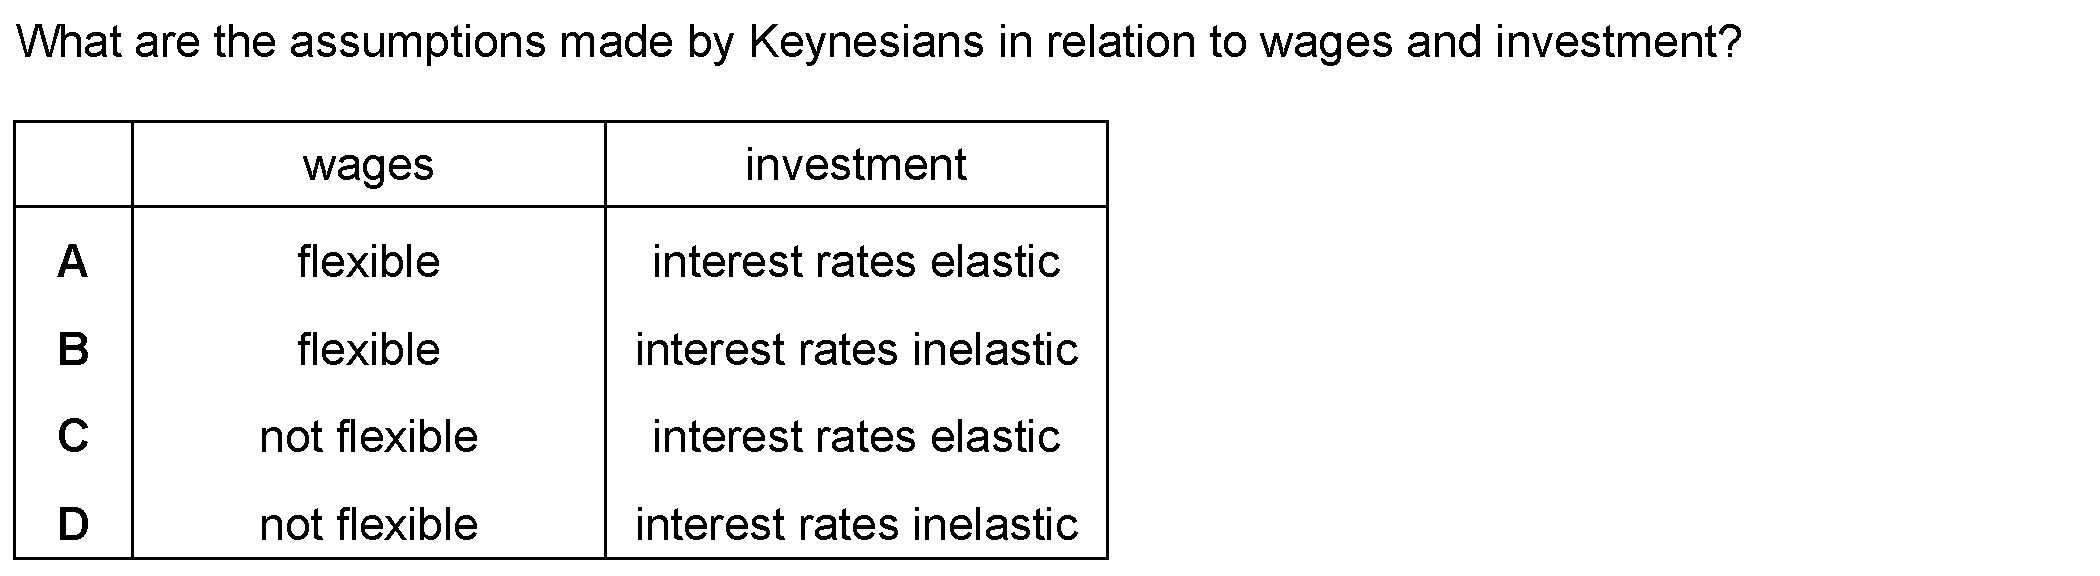 What are the assumptions made by Keynesians in relation to wages and investment?
wages investment
A flexible interest rates elastic
B flexible interest rates inelastic
C not flexible interest rates elastic
D not flexible interest rates inelastic